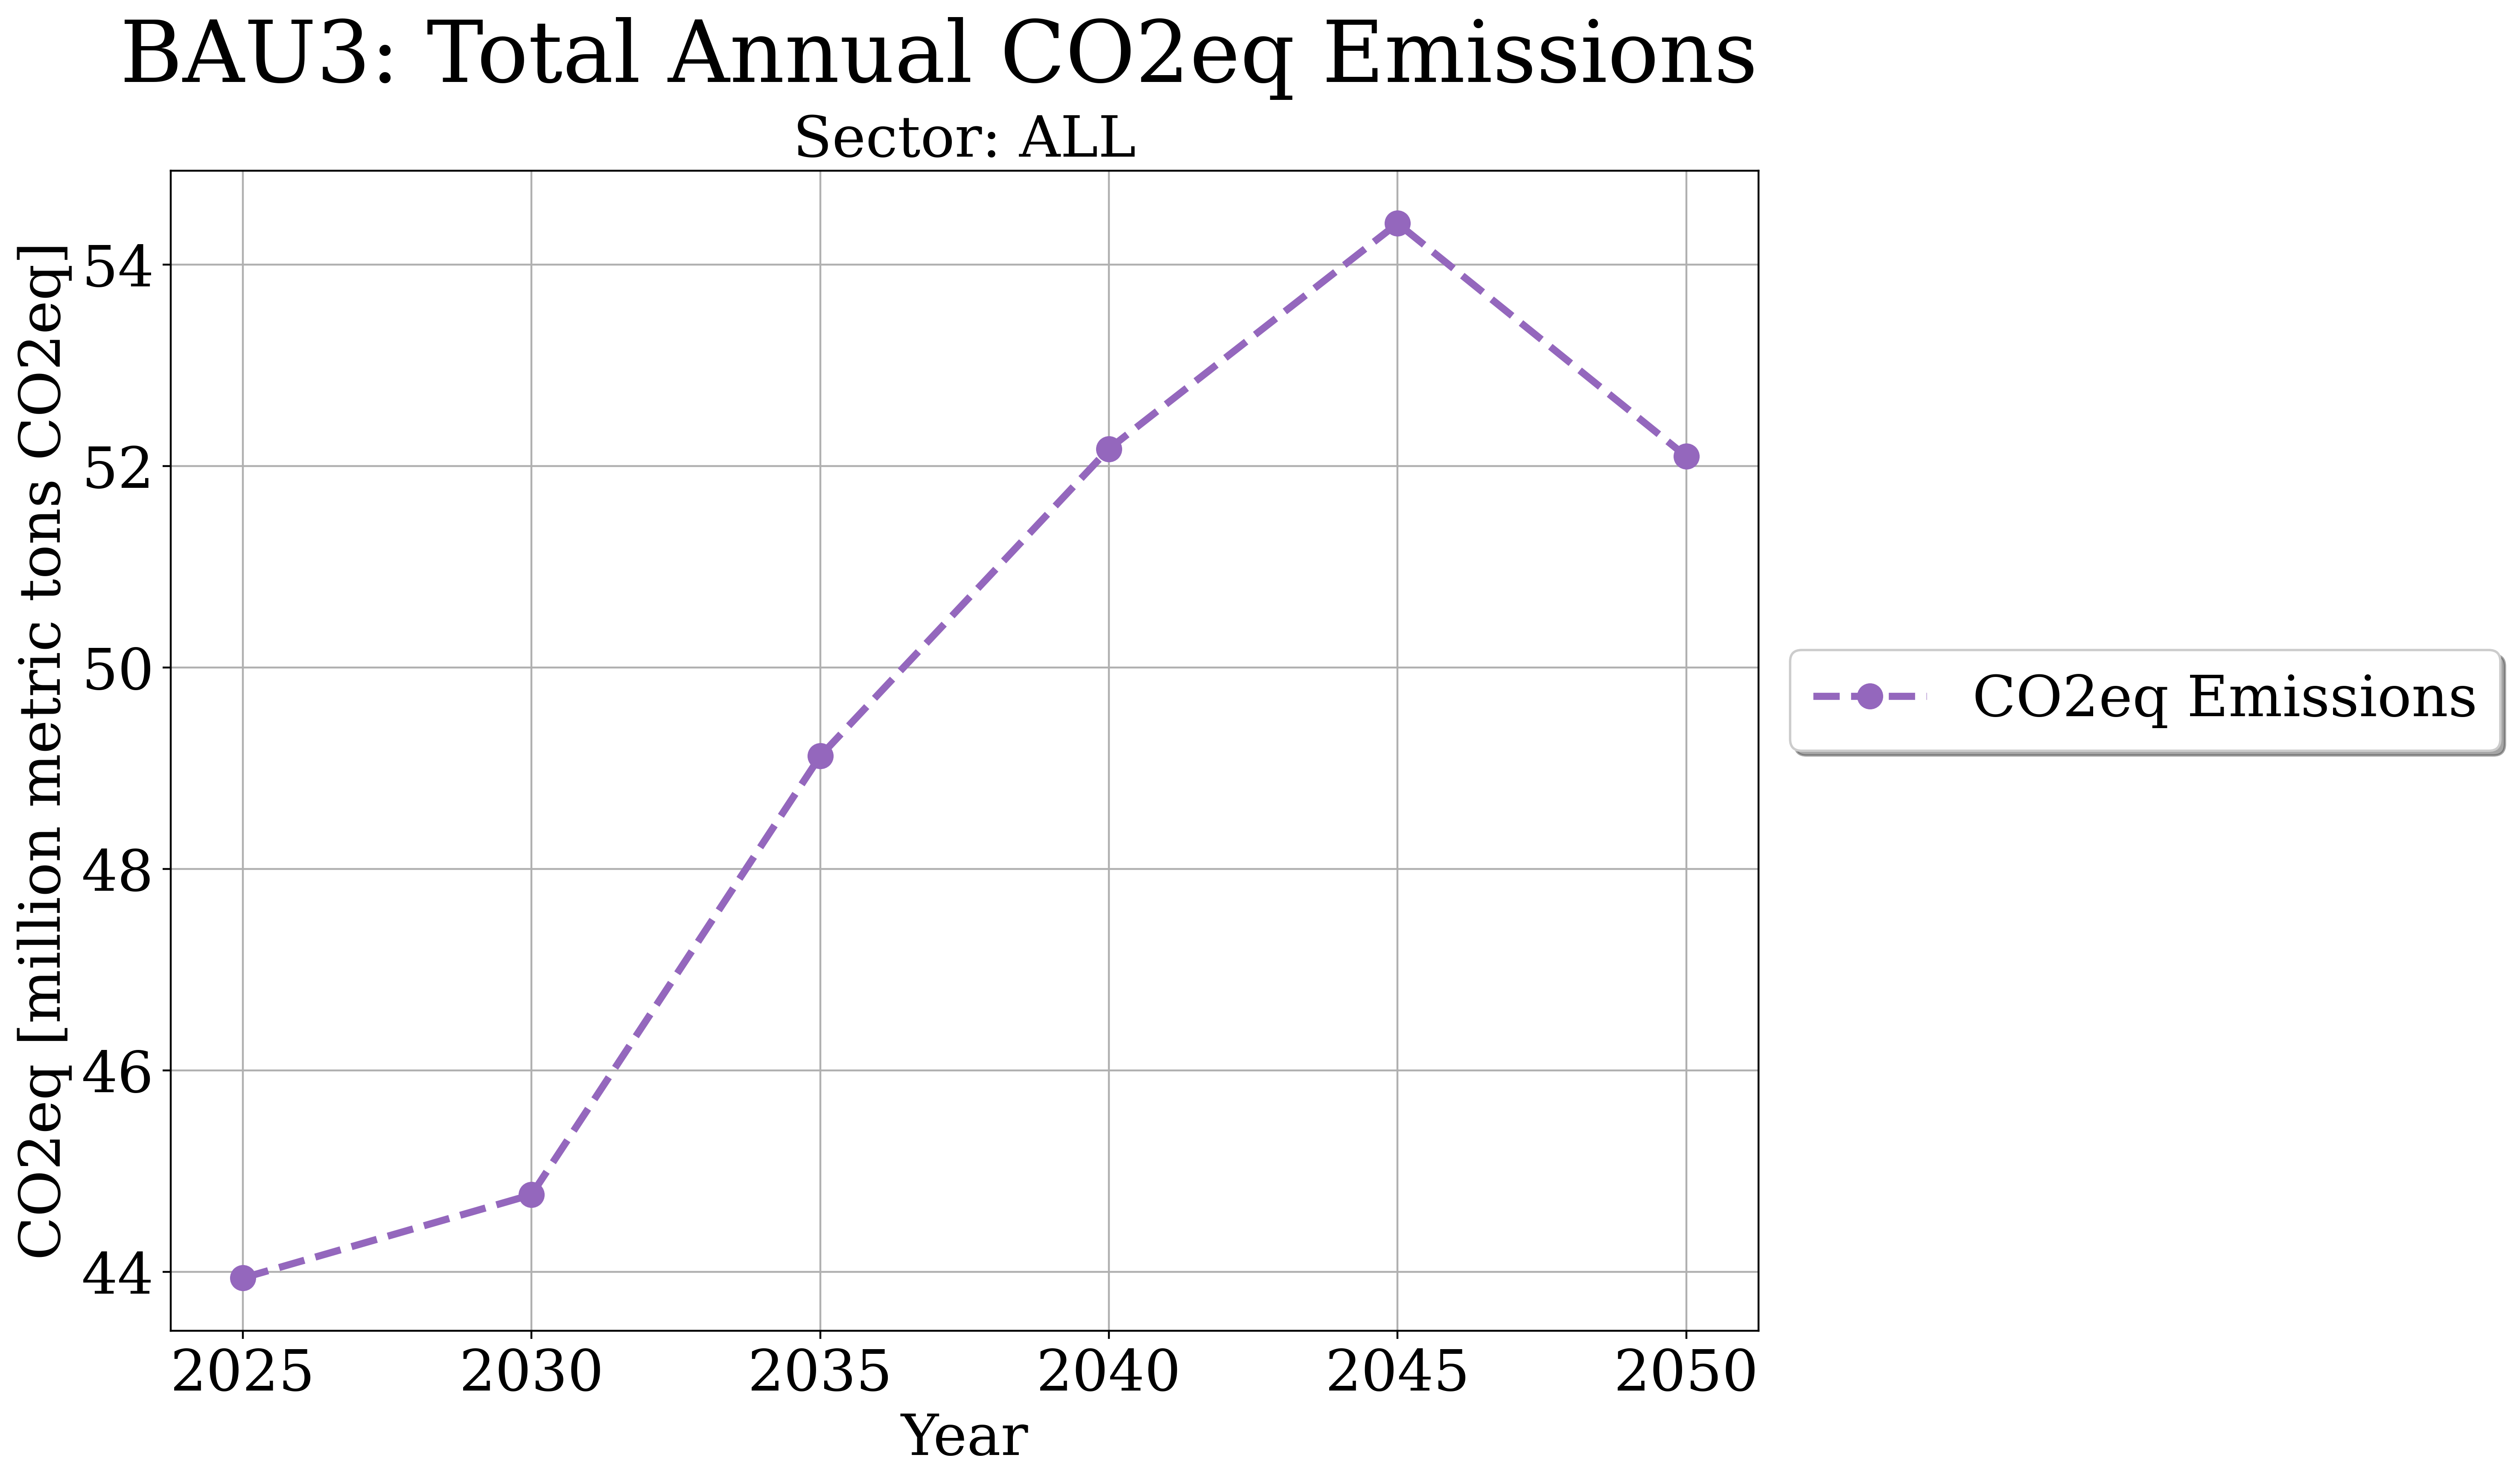 BAU3: Total Annual CO2eq Emissions
Sector: ALL
CO2eq [million metric tons CO2eq]
54
52
50
48
46
44
CO2eq Emissions
2025 2030 2035 2040 2045 2050
Year